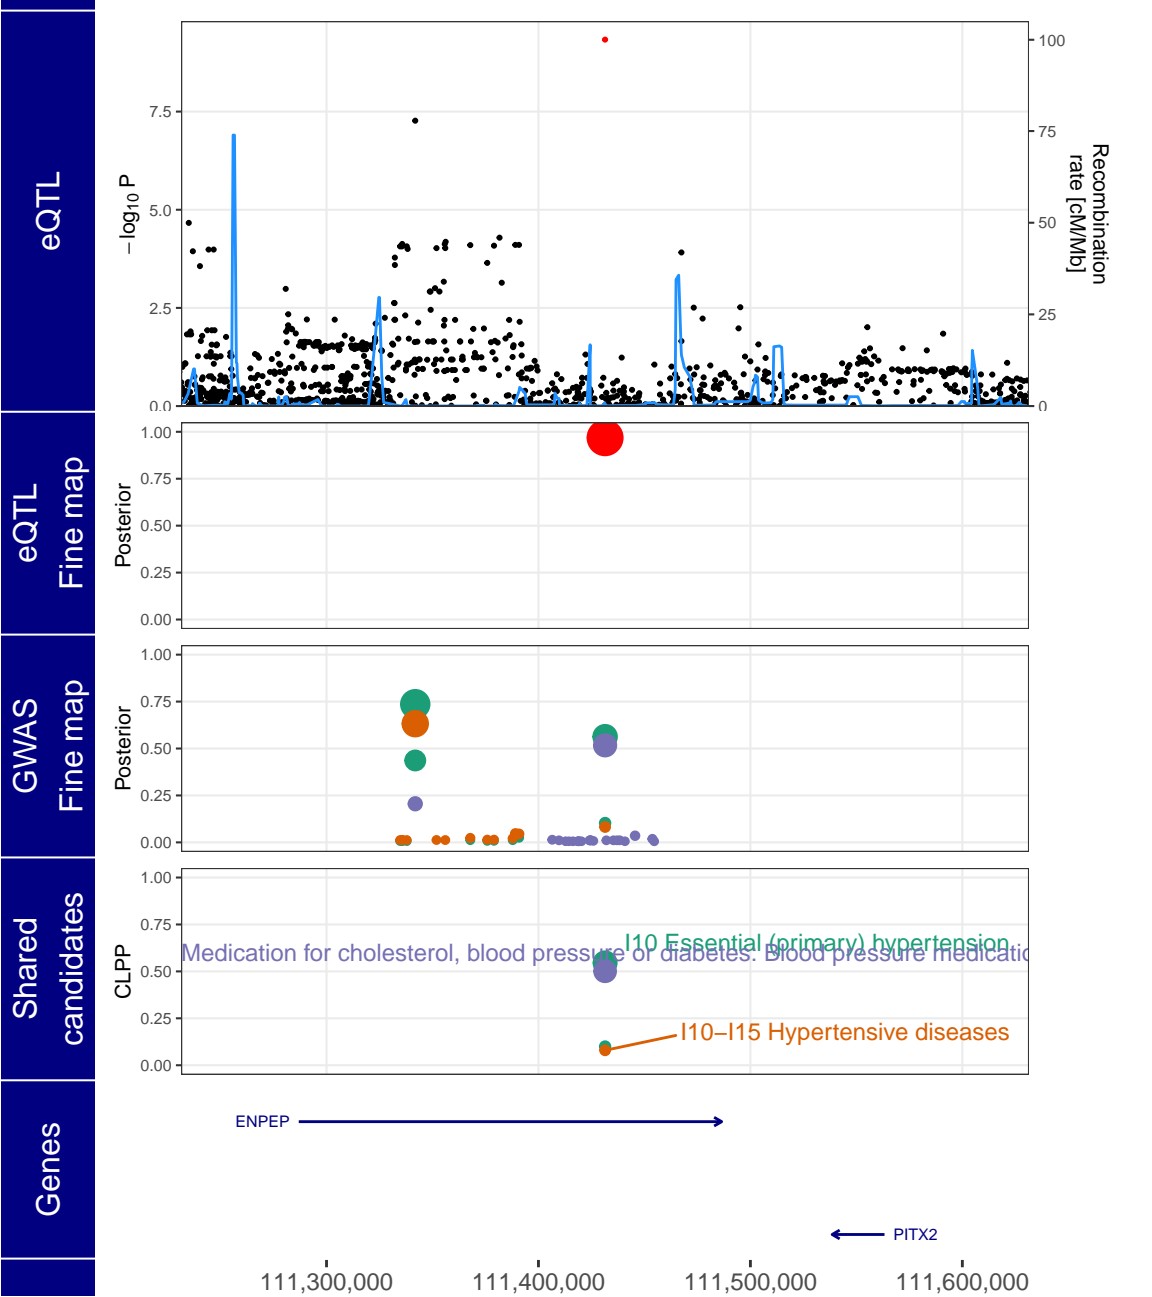 eQTL
−log10 P
7.5
5.0
2.5
0.0
100
75
50
25
0
Recombination
rate [cM/Mb]
eQTL
Fine map
Posterior
1.00
0.75
0.50
0.25
0.00
GWAS
Fine map
Posterior
1.00
0.75
0.50
0.25
0.00
Shared
candidates
CLPP
1.00
0.75
0.50
0.25
0.00
I10 Essential (primary) hypertension
Medication for cholesterol, blood pressure or diabetes: Blood pressure medicatio
I10−I15 Hypertensive diseases
Genes
ENPEP
PITX2
111,300,000
111,400,000
111,500,000
111,600,000